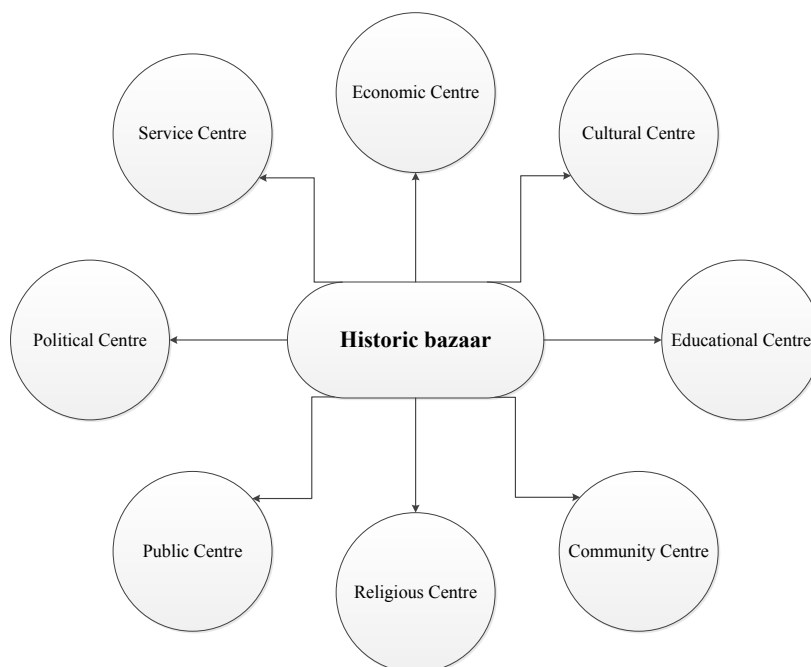 Economic Centre
Service Centre
Cultural Centre
Political Centre
Historic bazaar
Educational Centre
Public Centre
Community Centre
Religious Centre